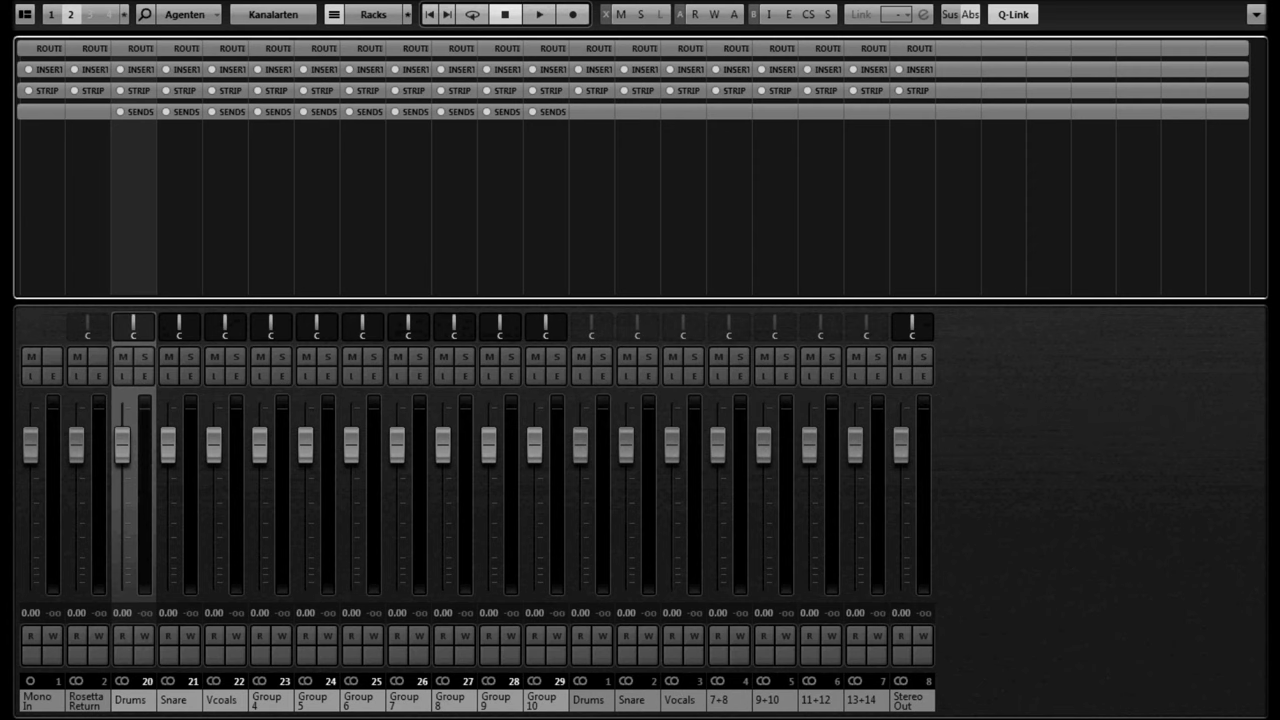 1 2 Agenten Kanalarten Racks X M S L A R W A B I E CS S Link - Sus Abs Q-Link
ROUTI ROUTI ROUTI ROUTI ROUTI ROUTI ROUTI ROUTI ROUTI ROUTI ROUTI ROUTI ROUTI ROUTI ROUTI ROUTI ROUTI ROUTI ROUTI ROUTI
INSERT INSERT INSERT INSERT INSERT INSERT INSERT INSERT INSERT INSERT INSERT INSERT INSERT INSERT INSERT INSERT INSERT INSERT INSERT INSERT
STRIP STRIP STRIP STRIP STRIP STRIP STRIP STRIP STRIP STRIP STRIP STRIP STRIP STRIP STRIP STRIP STRIP STRIP STRIP STRIP
SENDS SENDS SENDS SENDS SENDS SENDS SENDS SENDS SENDS SENDS
C C C C C C C C C C C C C C C C C C C
M M M S M S M S M S M S M S M S M S M S M S M S M S M S M S M S M S M S M S M S
I E I E I E I E I E I E I E I E I E I E I E I E I E I E I E I E I E I E I E I E
0.00 -oo 0.00 -oo 0.00 -oo 0.00 -oo 0.00 -oo 0.00 -oo 0.00 -oo 0.00 -oo 0.00 -oo 0.00 -oo 0.00 -oo 0.00 -oo 0.00 -oo 0.00 -oo 0.00 -oo 0.00 -oo 0.00 -oo 0.00 -oo 0.00 -oo 0.00 -oo
R W R W R W R W R W R W R W R W R W R W R W R W R W R W R W R W R W R W R W R W
1 2 20 21 22 23 24 25 26 27 28 29 1 2 3 4 5 6 7 8
Mono In
Rosetta Return
Drums
Snare
Vcoals
Group 4
Group 5
Group 6
Group 7
Group 8
Group 9
Group 10
Drums
Snare
Vocals
7+8
9+10
11+12
13+14
Stereo Out